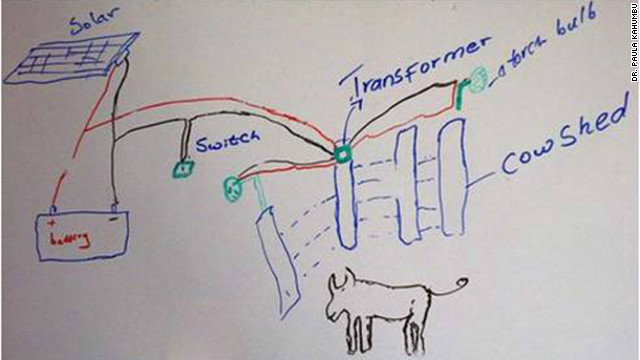 Solar
Transformer
torch bulb
Switch
Cowshed
+ -
battery
DR. PAULA KAHUMBU